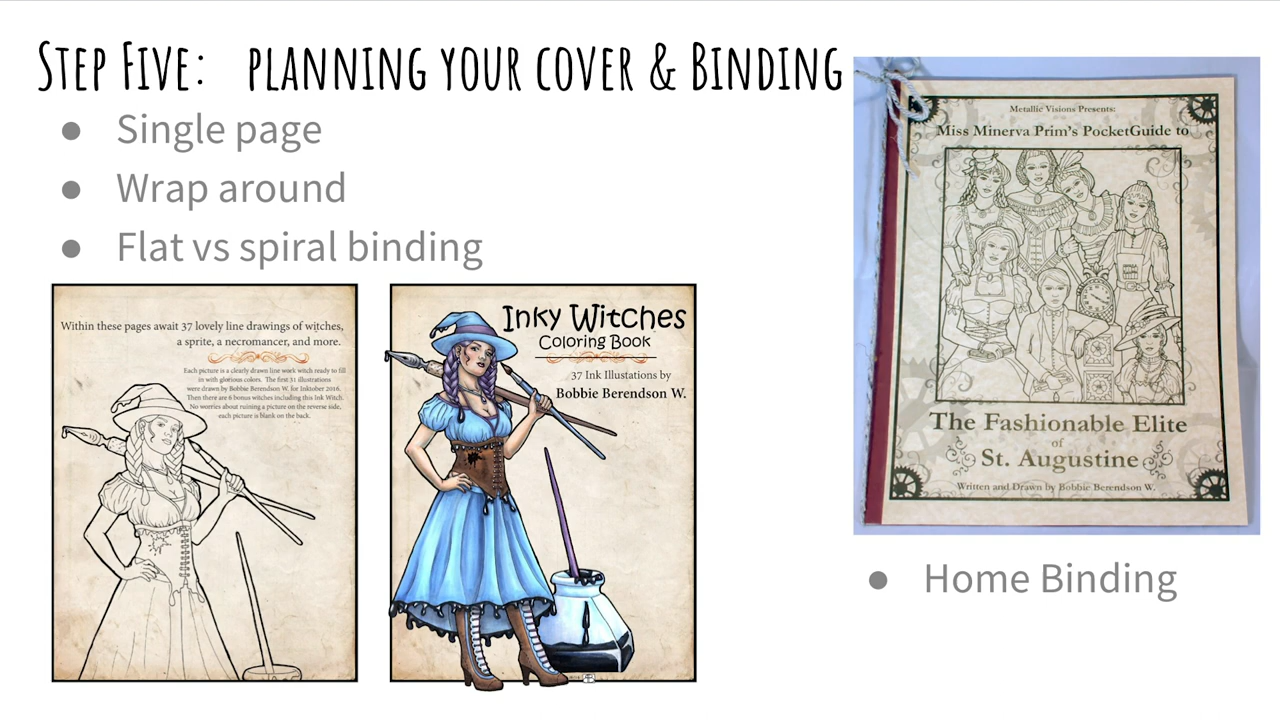 Step Five: planning your cover & Binding
● Single page
● Wrap around
● Flat vs spiral binding
Within these pages await 37 lovely line drawings of witches,
a sprite, a necromancer, and more.
Each picture is a clearly drawn line work witch ready to fill
in with glorious colors. The first 31 illustrations
were drawn by Bobbie Berendson W. for Inktober 2016.
Then there are 6 bonus witches including this Ink Witch.
No worries about ruining a picture on the reverse side,
each picture is blank on the back.
Inky Witches
Coloring Book
37 Ink Illustations by
Bobbie Berendson W.
Metallic Visions Presents:
Miss Minerva Prim's PocketGuide to
The Fashionable Elite
of
St. Augustine
Written and Drawn by Bobbie Berendson W.
● Home Binding